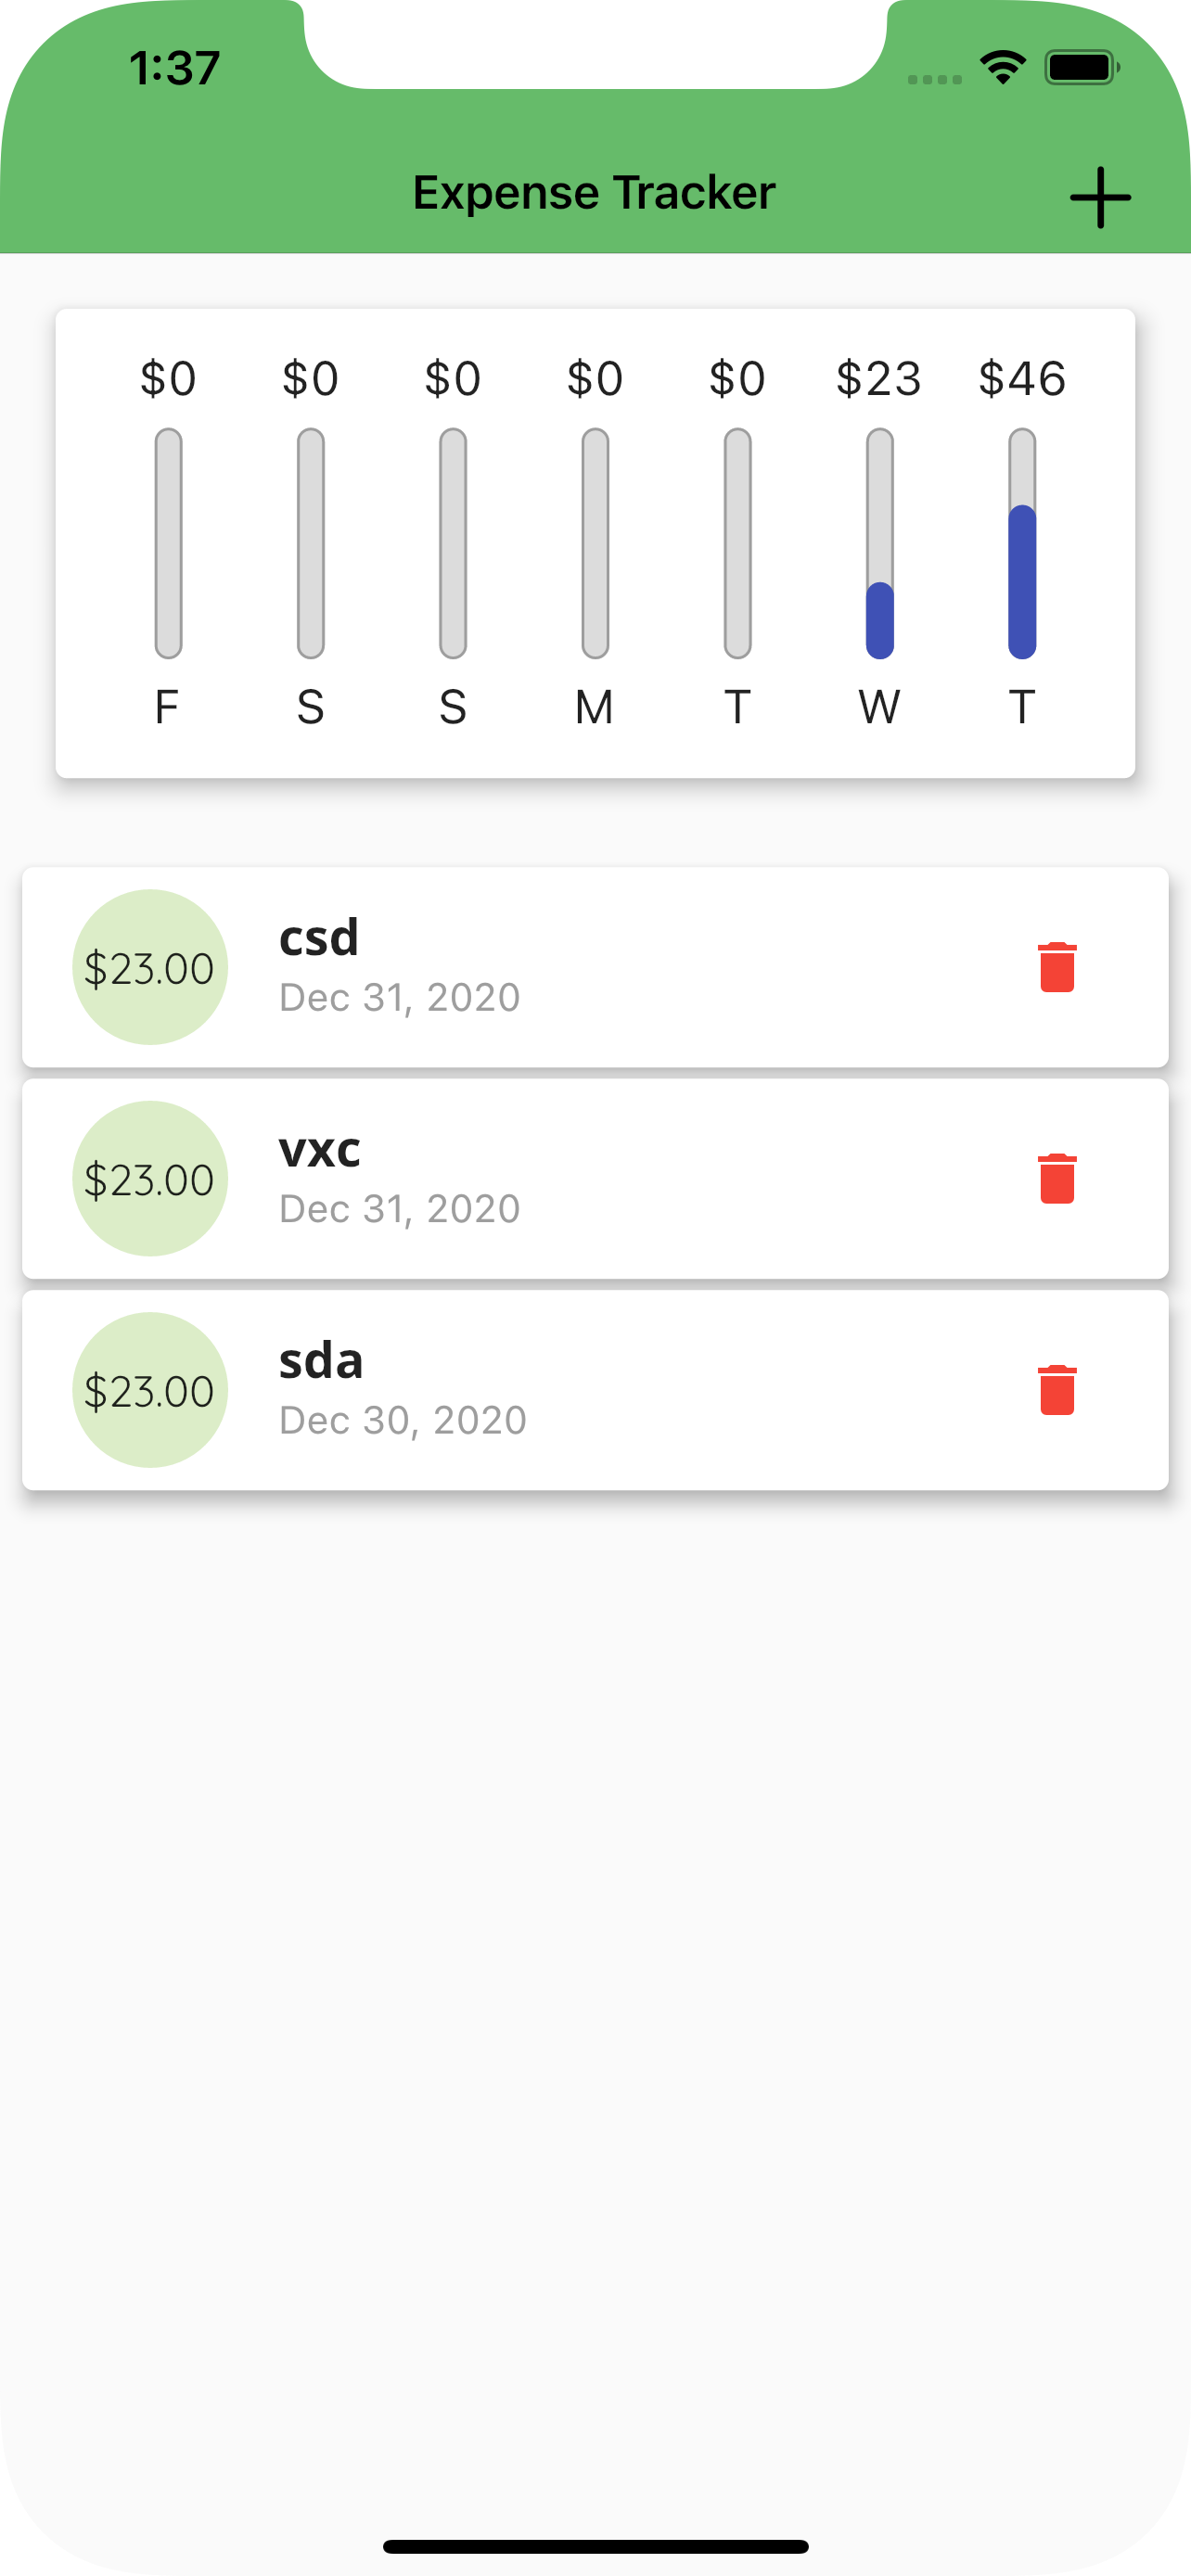 1:37
Expense Tracker
$0 $0 $0 $0 $0 $23 $46
F S S M T W T
$23.00
csd
Dec 31, 2020
$23.00
vxc
Dec 31, 2020
$23.00
sda
Dec 30, 2020